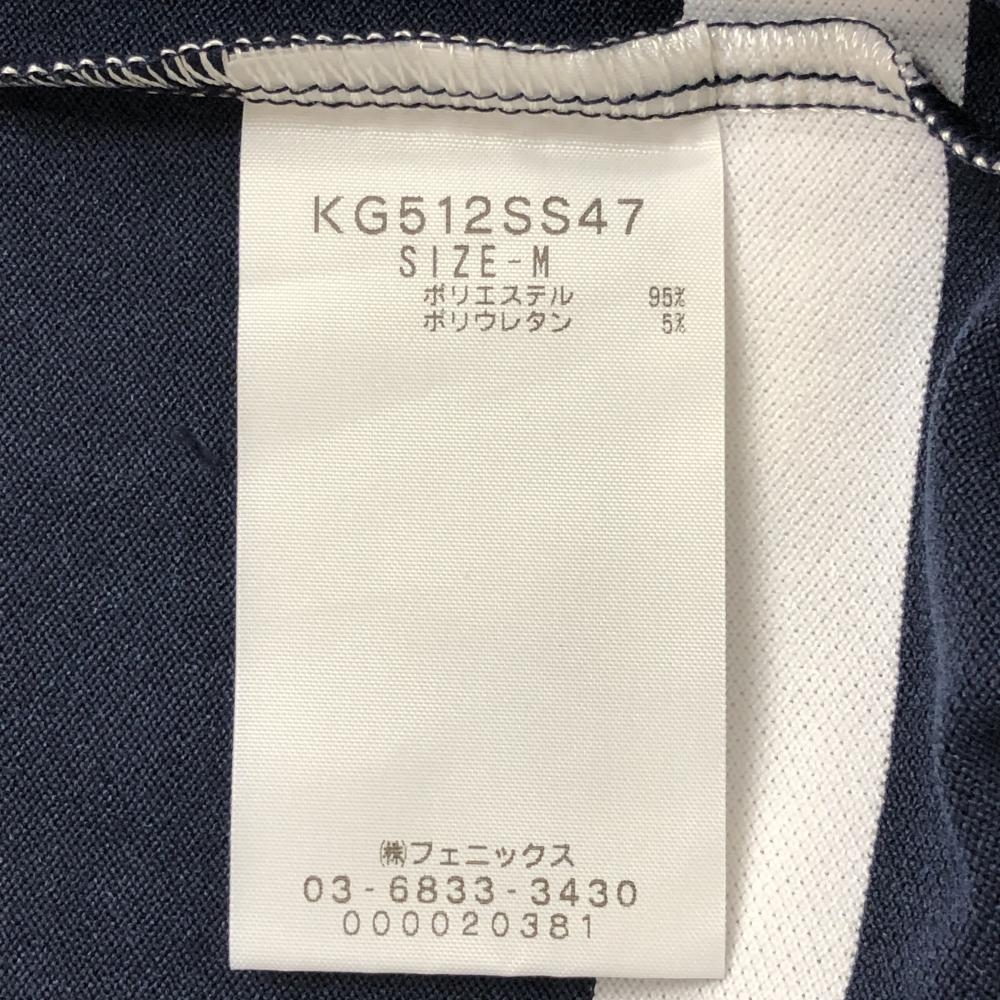 KG512SS47
SIZE-M
ポリエステル 95%
ポリウレタン 5%
㈱フェニックス
03-6833-3430
000020381